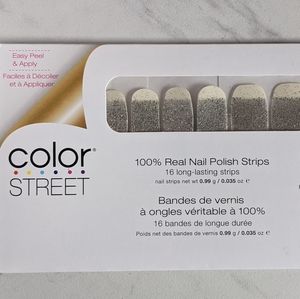 Easy Peel
& Apply
Faciles à Décoller
et à Appliquer
color®
STREET
100% Real Nail Polish Strips
16 long-lasting strips
nail strips net wt 0.99 g / 0.035 oz ℮
Bandes de vernis
à ongles véritable à 100%
16 bandes de longue durée
Poids net des bandes de vernis 0.99 g / 0.035 oz ℮